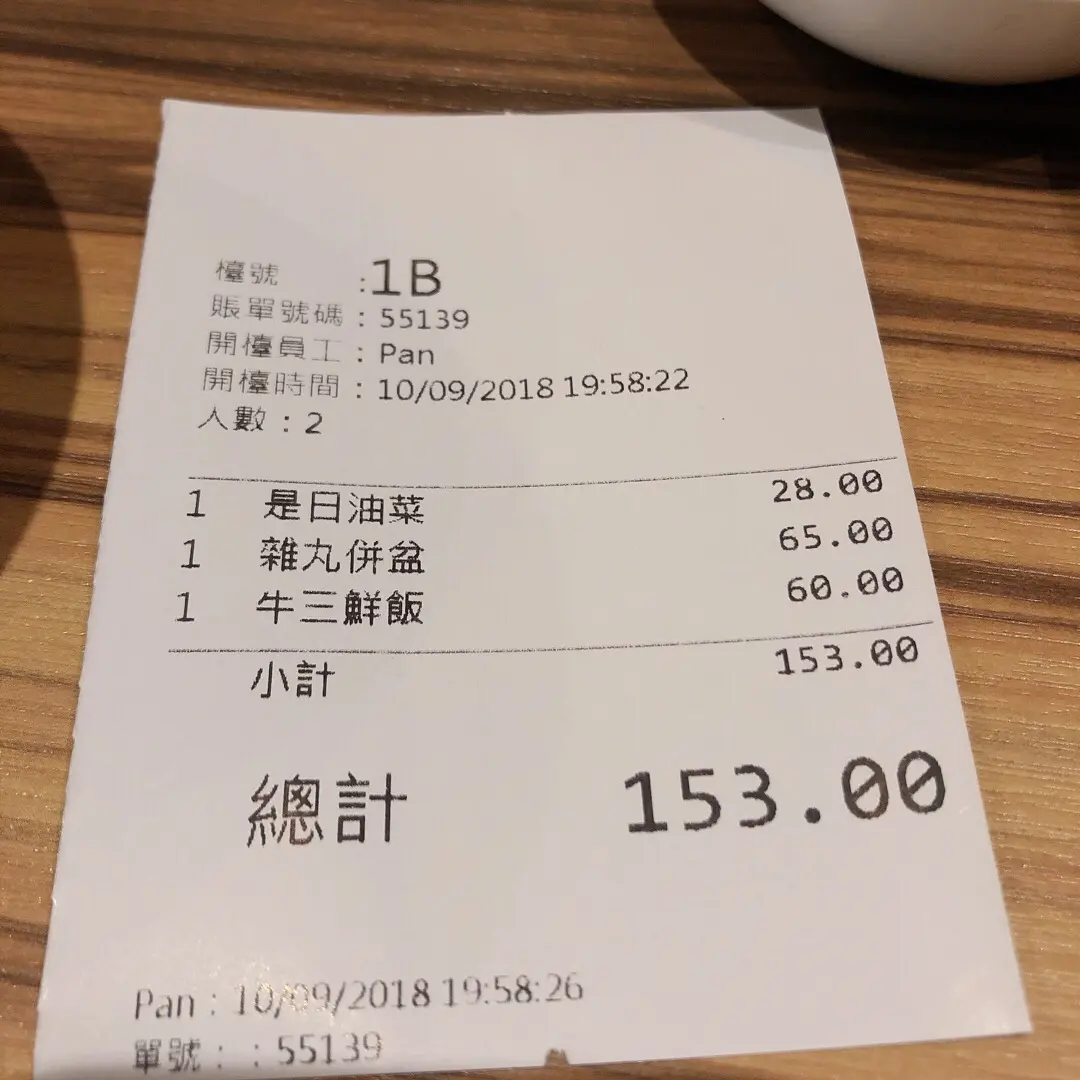 檯號 :1B
賬單號碼 : 55139
開檯員工 : Pan
開檯時間 : 10/09/2018 19:58:22
人數 : 2
1 是日油菜 28.00
1 雜丸併盆 65.00
1 牛三鮮飯 60.00
小計 153.00
總計 153.00
Pan : 10/09/2018 19:58:26
單號 : : 55139